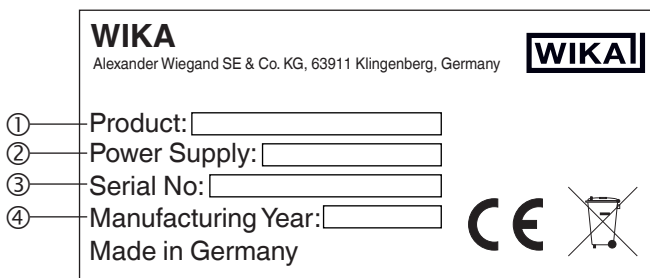 WIKA
Alexander Wiegand SE & Co. KG, 63911 Klingenberg, Germany
WIKA
① Product:
② Power Supply:
③ Serial No:
④ Manufacturing Year:
Made in Germany
CE